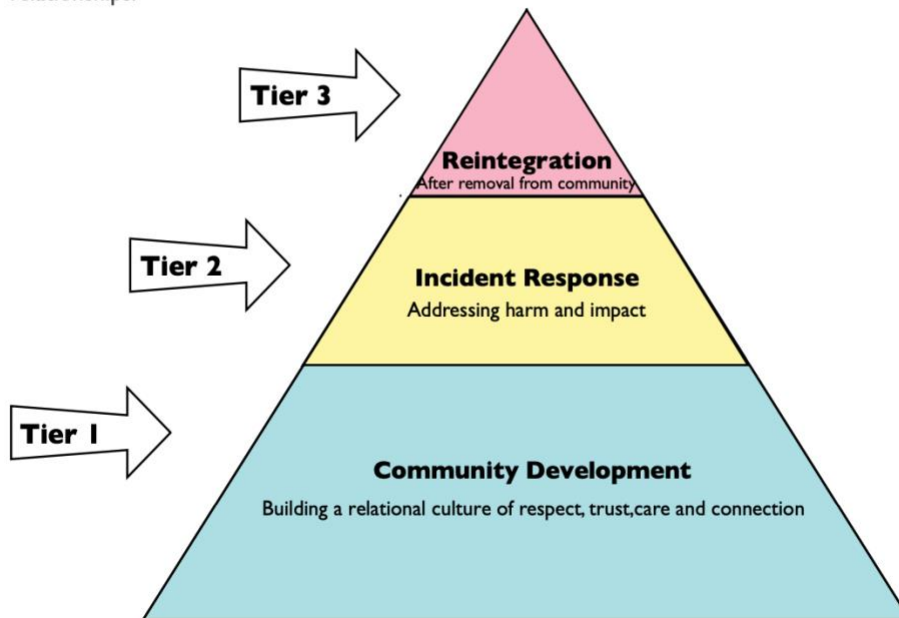 Tier 3
Reintegration
After removal from community
Tier 2
Incident Response
Addressing harm and impact
Tier 1
Community Development
Building a relational culture of respect, trust,care and connection